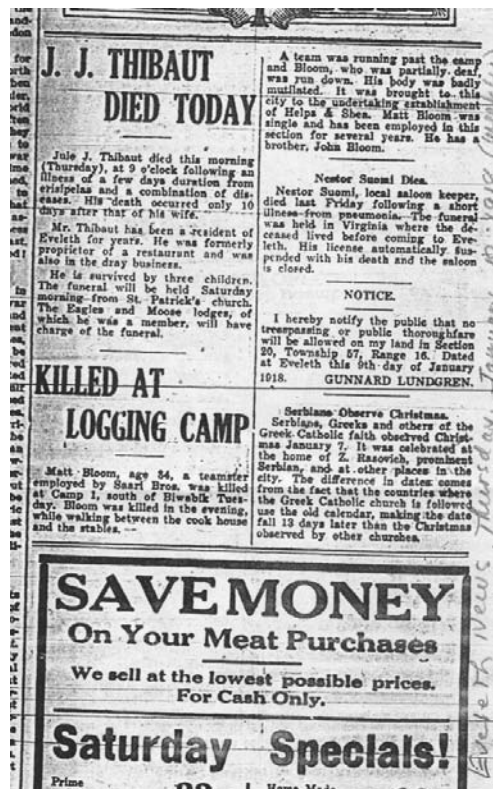 J. J. THIBAUT
DIED TODAY
Jule J. Thibaut died this morning
(Thursday), at 9 o'clock following an
illness of a few days duration from
erisipelas and a combination of dis-
eases. His death occurred only 10
days after that of his wife.
Mr. Thibaut has been a resident of
Eveleth for years. He was formerly
proprietor of a restaurant and was
also in the dray business.
He is survived by three children.
The funeral will be held Saturday
morning from St. Patrick's church.
The Eagles and Moose lodges, of
which he was a member, will have
charge of the funeral.
KILLED AT
LOGGING CAMP
Matt Bloom, age 34, a teamster
employed by Saari Bros. was killed
at Camp 1, south of Biwabik Tues-
day. Bloom was killed in the evening,
while walking between the cook house
and the stables.
A team was running past the camp
and Bloom, who was partially deaf,
was run down. His body was badly
mutilated. It was brought to this
city to the undertaking establishment
of Helps & Shea. Matt Bloom was
single and has been employed in this
section for several years. He has a
brother, John Bloom.
Nestor Suomi Dies.
Nestor Suomi, local saloon keeper,
died last Friday following a short
illness from pneumonia. The funeral
was held in Virginia where the de-
ceased lived before coming to Eve-
leth. His license automatically sus-
pended with his death and the saloon
is closed.
NOTICE.
I hereby notify the public that no
treespassing or public thoroughfare
will be allowed on my land in Section
20, Township 57, Range 16. Dated
at Eveleth this 9th day of January
1918. GUNNARD LUNDGREN.
Serbians Observe Christmas.
Serbians, Greeks and others of the
Greek Catholic faith observed Christ-
mas January 7. It was celebrated at
the home of Z. Rasovich, prominent
Serbian, and at other places in the
city. The difference in dates comes
from the fact that the countries where
the Greek Catholic church is followed
use the old calendar, making the date
fall 13 days later than the Christmas
observed by other churches.
SAVE MONEY
On Your Meat Purchases
We sell at the lowest possible prices.
For Cash Only.
Saturday Specials!
Prime
Home Made
Eveleth News Thursday January